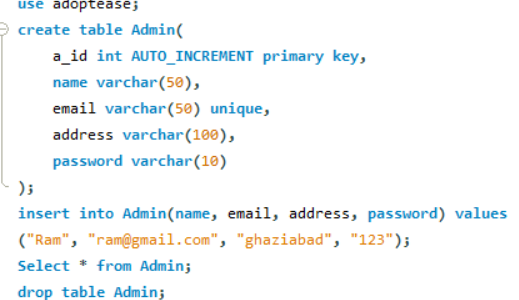 use adoptease;
create table Admin(
a_id int AUTO_INCREMENT primary key,
name varchar(50),
email varchar(50) unique,
address varchar(100),
password varchar(10)
);
insert into Admin(name, email, address, password) values
("Ram", "ram@gmail.com", "ghaziabad", "123");
Select * from Admin;
drop table Admin;